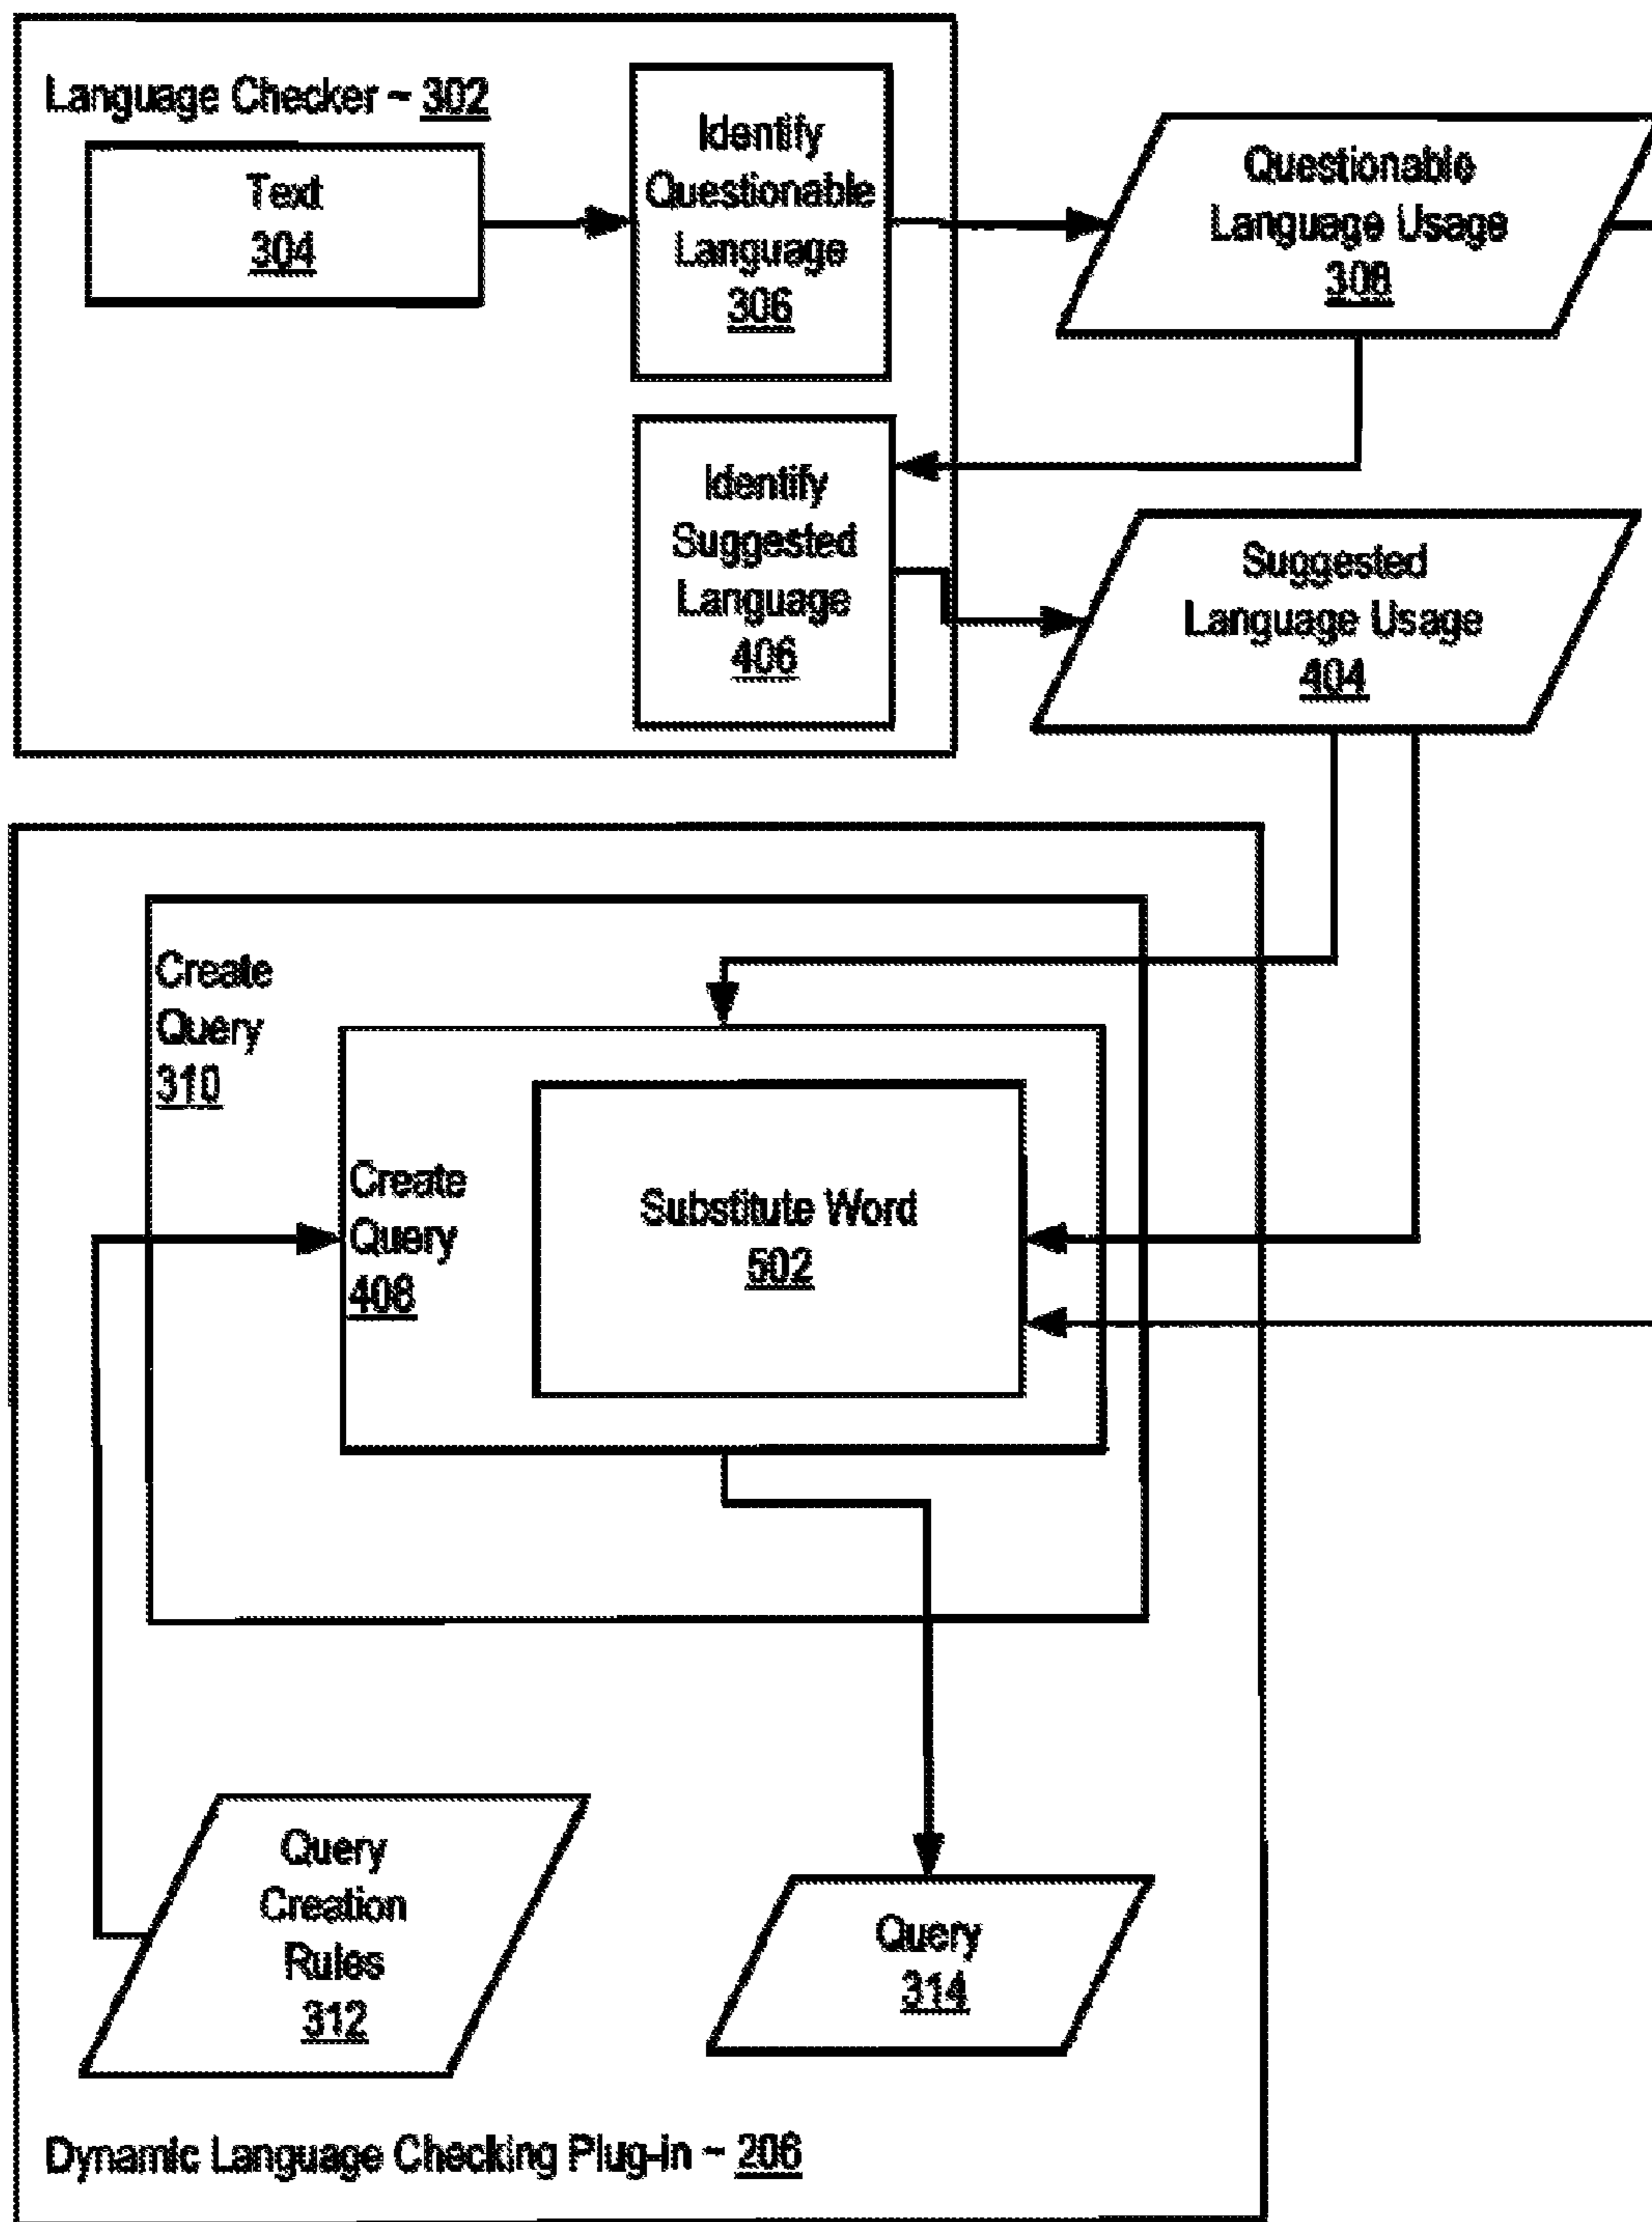 Language Checker ~ 302
Text
304
Identify
Questionable
Language
306
Questionable
Language Usage
308
Identify
Suggested
Language
406
Suggested
Language Usage
404
Create
Query
310
Create
Query
408
Substitute Word
502
Query
Creation
Rules
312
Query
314
Dynamic Language Checking Plug-in ~ 206